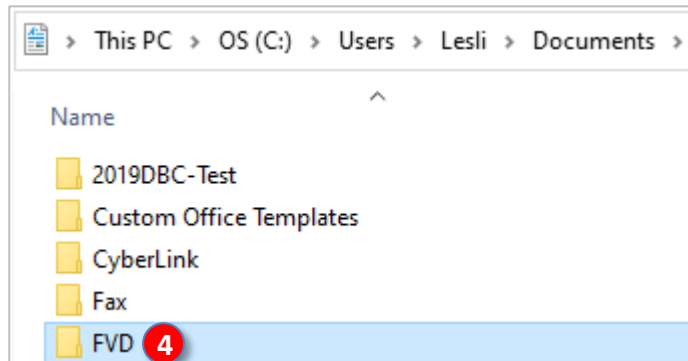 This PC > OS (C:) > Users > Lesli > Documents >
Name
2019DBC-Test
Custom Office Templates
CyberLink
Fax
FVD 4